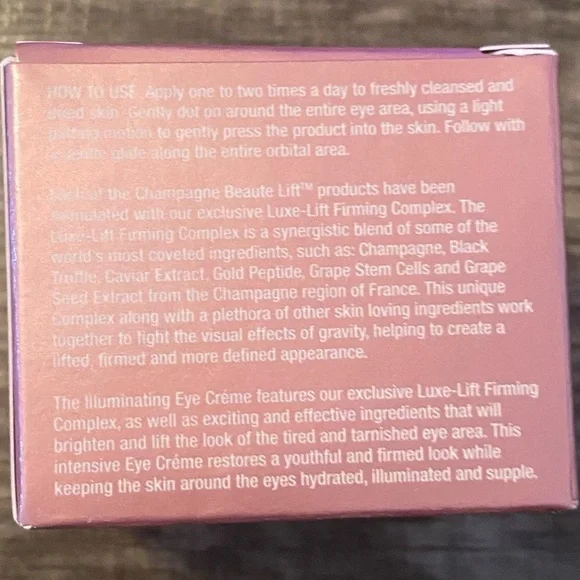 HOW TO USE Apply one to two times a day to freshly cleansed and
dried skin. Gently dot on around the entire eye area, using a light
patting motion to gently press the product into the skin. Follow with
glide along the entire orbital area.
of the Champagne Beaute Lift™ products have been
formulated with our exclusive Luxe-Lift Firming Complex. The
Luxe-Lift Firming Complex is a synergistic blend of some of the
world's most coveted ingredients, such as: Champagne, Black
Truffle, Caviar Extract, Gold Peptide, Grape Stem Cells and Grape
Seed Extract from the Champagne region of France. This unique
Complex along with a plethora of other skin loving ingredients work
together to fight the visual effects of gravity, helping to create a
lifted, firmed and more defined appearance.
The Illuminating Eye Créme features our exclusive Luxe-Lift Firming
Complex, as well as exciting and effective ingredients that will
brighten and lift the look of the tired and tarnished eye area. This
intensive Eye Créme restores a youthful and firmed look while
keeping the skin around the eyes hydrated, illuminated and supple.